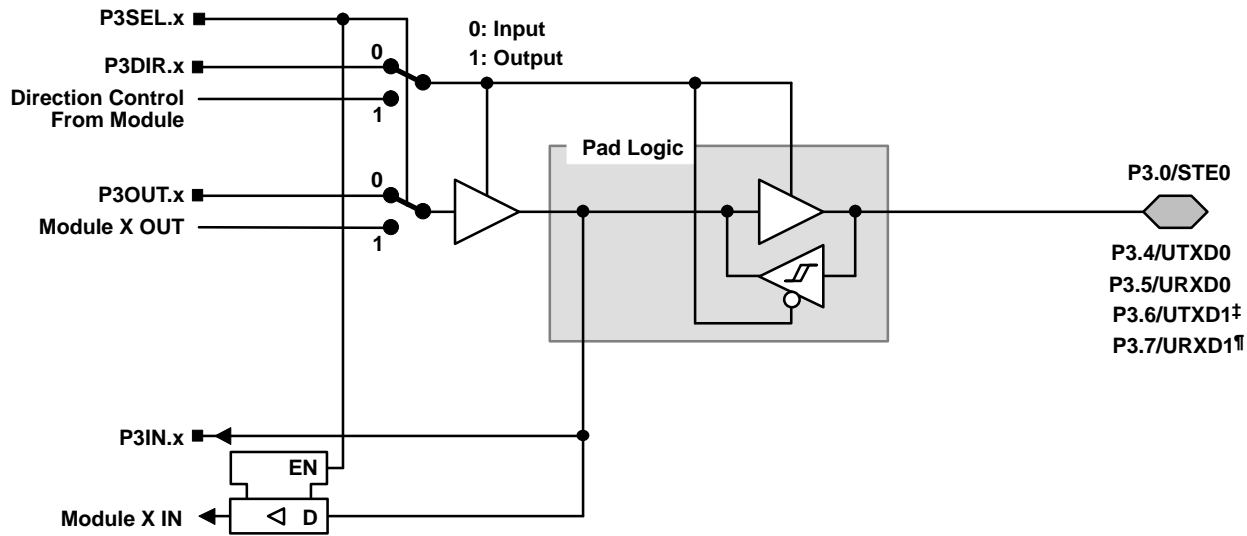 P3SEL.x
0: Input
1: Output
0
P3DIR.x
Direction Control
From Module
1
Pad Logic
P3.0/STE0
0
P3OUT.x
Module X OUT
1
P3.4/UTXD0
P3.5/URXD0
P3.6/UTXD1‡
P3.7/URXD1¶
P3IN.x
EN
Module X IN
D